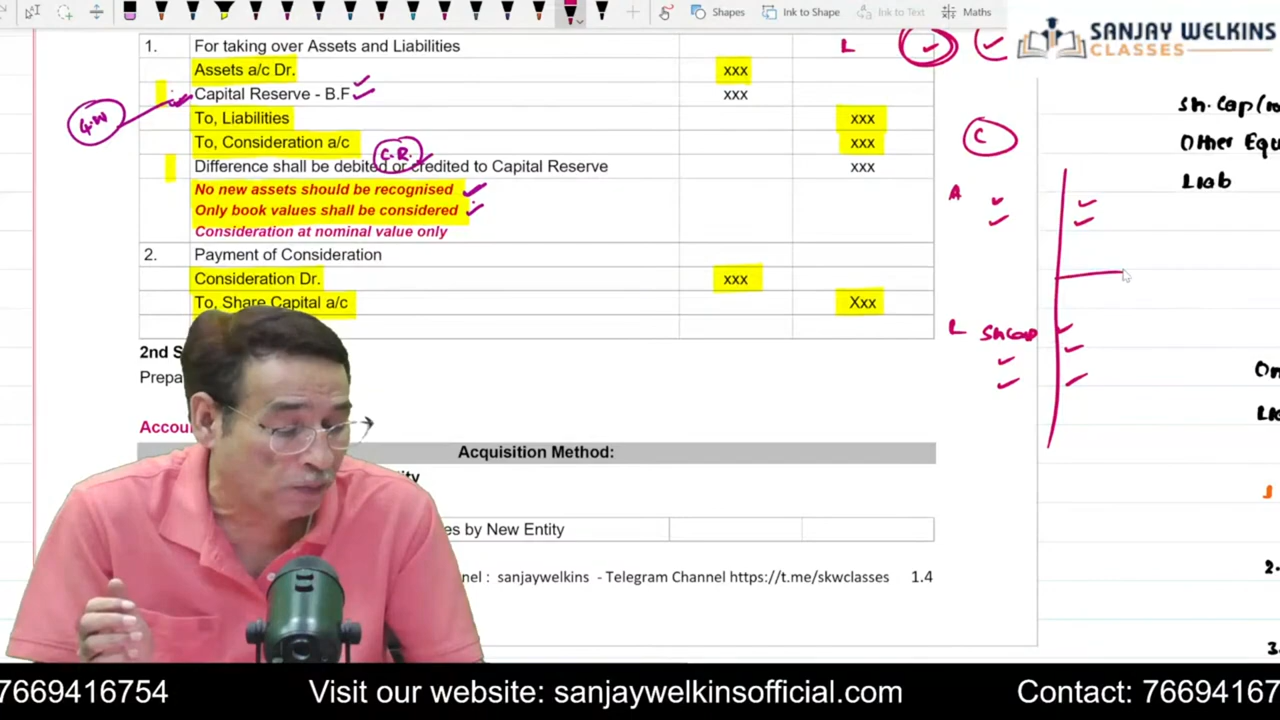 Shapes Ink to Shape Ink to Text Maths
SANJAY WELKINS
CLASSES
1. For taking over Assets and Liabilities
L
Assets a/c Dr. xxx
Capital Reserve - B.F xxx
G.W
To, Liabilities xxx
To, Consideration a/c xxx
C.R.
C
Difference shall be debited or credited to Capital Reserve xxx
No new assets should be recognised
Only book values shall be considered
Consideration at nominal value only
A
2. Payment of Consideration
Consideration Dr. xxx
To, Share Capital a/c Xxx
L Sh Cap
Sh. Cap
Other Equ
Liab
2nd S
Prepa
Accou
Acquisition Method:
ity
es by New Entity
nel : sanjaywelkins - Telegram Channel https://t.me/skwclasses 1.4
2.
3.
7669416754 Visit our website: sanjaywelkinsofficial.com Contact: 76694167